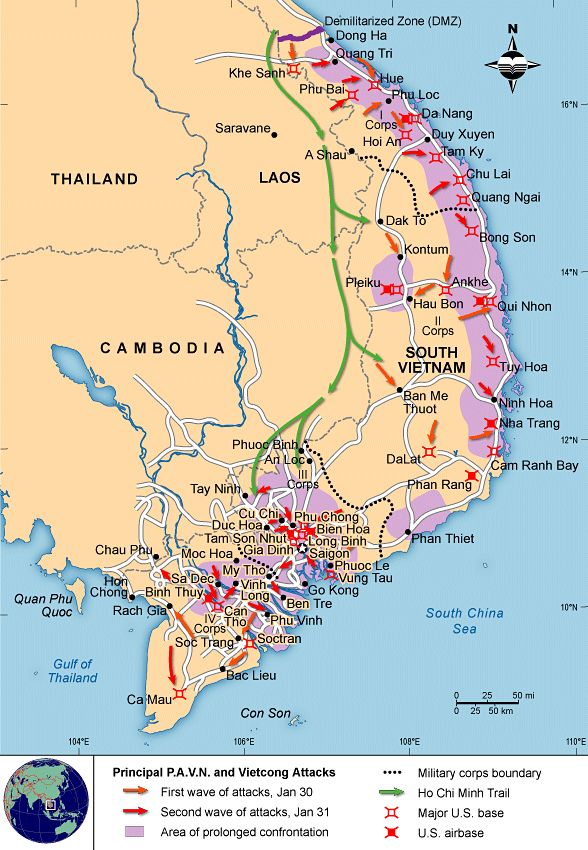 Demilitarized Zone (DMZ)
N
Dong Ha
Quang Tri
Khe Sanh
Hue
Phu Bai
Phu Loc
16°N
I
Corps
Da Nang
Saravane
Hoi An
Duy Xuyen
A Shau
Tam Ky
THAILAND
LAOS
Chu Lai
Quang Ngai
Dak To
Bong Son
Kontum
14°N
Pleiku
Ankhe
Hau Bon
Qui Nhon
II
Corps
CAMBODIA
SOUTH
VIETNAM
Tuy Hoa
Ban Me
Thuot
Ninh Hoa
Nha Trang
Phuoc Binh
12°N
An Loc
DaLat
Cam Ranh Bay
III
Corps
Phan Rang
Tay Ninh
Cu Chi
Phu Chong
Duc Hoa
Bien Hoa
Tam Son Nhut
Long Binh
Phan Thiet
Chau Phu
Moc Hoa
Gia Dinh
Saigon
My Tho
Phuoc Le
Hon
Chong
Sa Dec
Vung Tau
Binh Thuy
Vinh
Long
Go Kong
Quan Phu
Quoc
Rach Gia
Ben Tre
10°N
IV
Corps
Can
Tho
Phu Vinh
South China
Sea
Soc Trang
Soctran
Gulf of
Thailand
Bac Lieu
Ca Mau
0 25 50 mi
0 25 50 km
Con Son
104°E
106°E
108°E
110°E
Principal P.A.V.N. and Vietcong Attacks
First wave of attacks, Jan 30
Second wave of attacks, Jan 31
Area of prolonged confrontation
Military corps boundary
Ho Chi Minh Trail
Major U.S. base
U.S. airbase